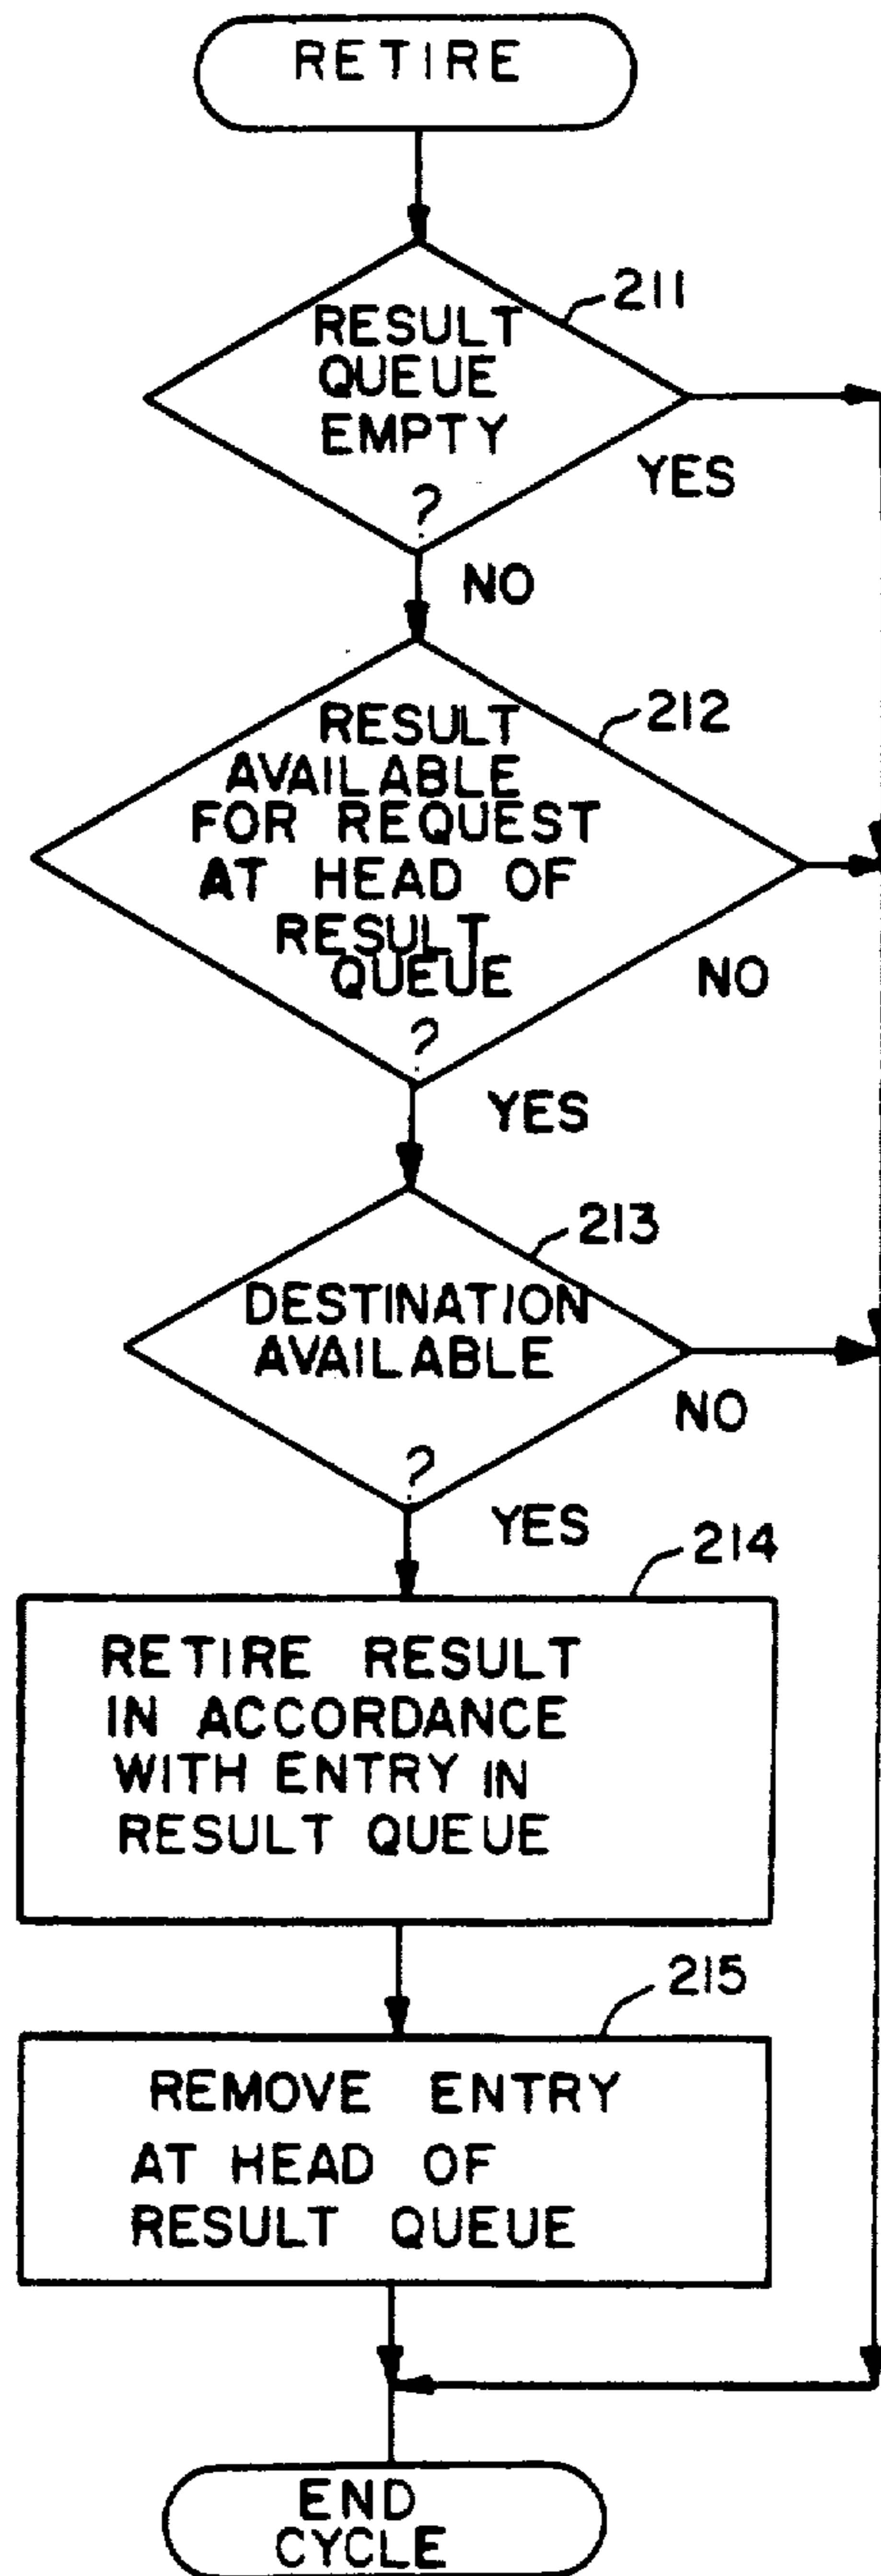 RETIRE
211
RESULT
QUEUE
EMPTY
?
YES
NO
212
RESULT
AVAILABLE
FOR REQUEST
AT HEAD OF
RESULT
QUEUE
?
NO
YES
213
DESTINATION
AVAILABLE
?
NO
YES
214
RETIRE RESULT
IN ACCORDANCE
WITH ENTRY IN
RESULT QUEUE
215
REMOVE ENTRY
AT HEAD OF
RESULT QUEUE
END
CYCLE